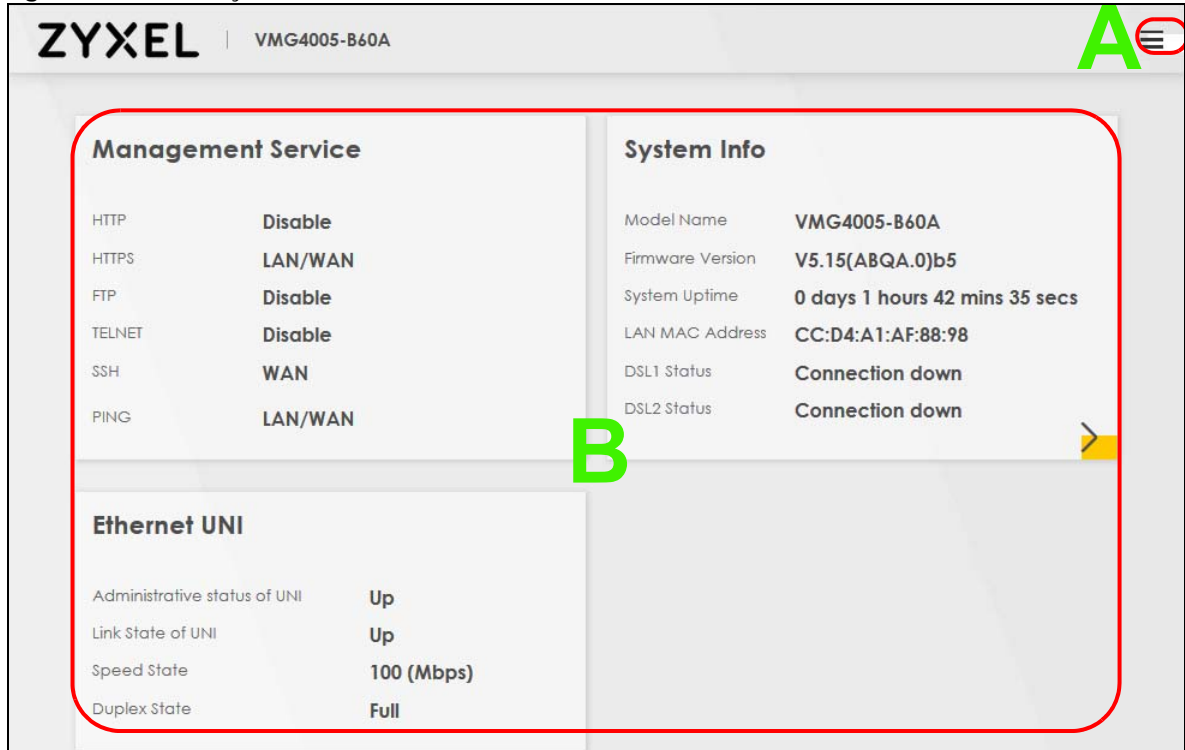 ZYXEL | VMG4005-B60A
A
Management Service
HTTP Disable
HTTPS LAN/WAN
FTP Disable
TELNET Disable
SSH WAN
PING LAN/WAN
System Info
Model Name VMG4005-B60A
Firmware Version V5.15(ABQA.0)b5
System Uptime 0 days 1 hours 42 mins 35 secs
LAN MAC Address CC:D4:A1:AF:88:98
DSL1 Status Connection down
DSL2 Status Connection down
B
Ethernet UNI
Administrative status of UNI Up
Link State of UNI Up
Speed State 100 (Mbps)
Duplex State Full